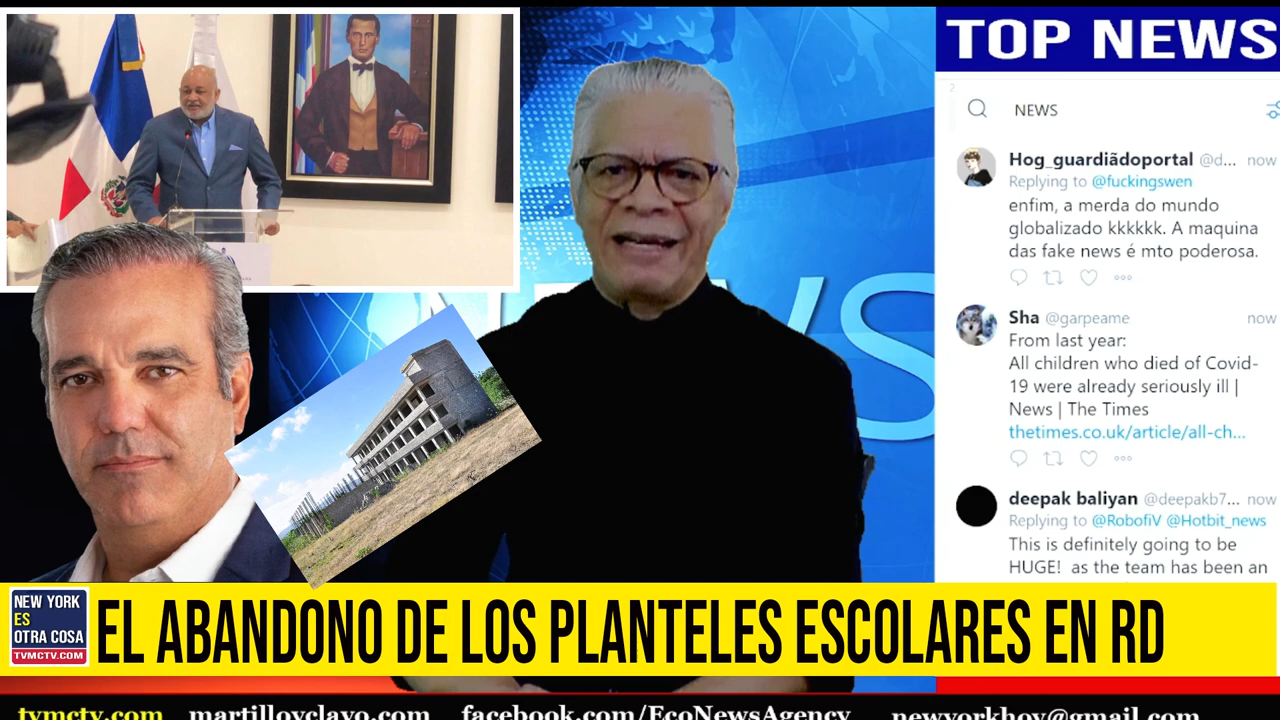 TOP NEWS
NEWS
Hog_guardiãdoportal @d... now
Replying to @fuckingswen
enfim, a merda do mundo
globalizado kkkkkk. A maquina
das fake news é mto poderosa.
Sha @garpeame now
From last year:
All children who died of Covid-
19 were already seriously ill |
News | The Times
thetimes.co.uk/article/all-ch...
deepak baliyan @deepakb7... now
Replying to @RobofiV @Hotbit_news
This is definitely going to be
HUGE! as the team has been an
NEW YORK
ES
OTRA COSA
TVMCTV.COM
EL ABANDONO DE LOS PLANTELES ESCOLARES EN RD
tvmctv.com martilloyclavo.com facebook.com/EcoNewsAgency newyorkhoy@gmail.com